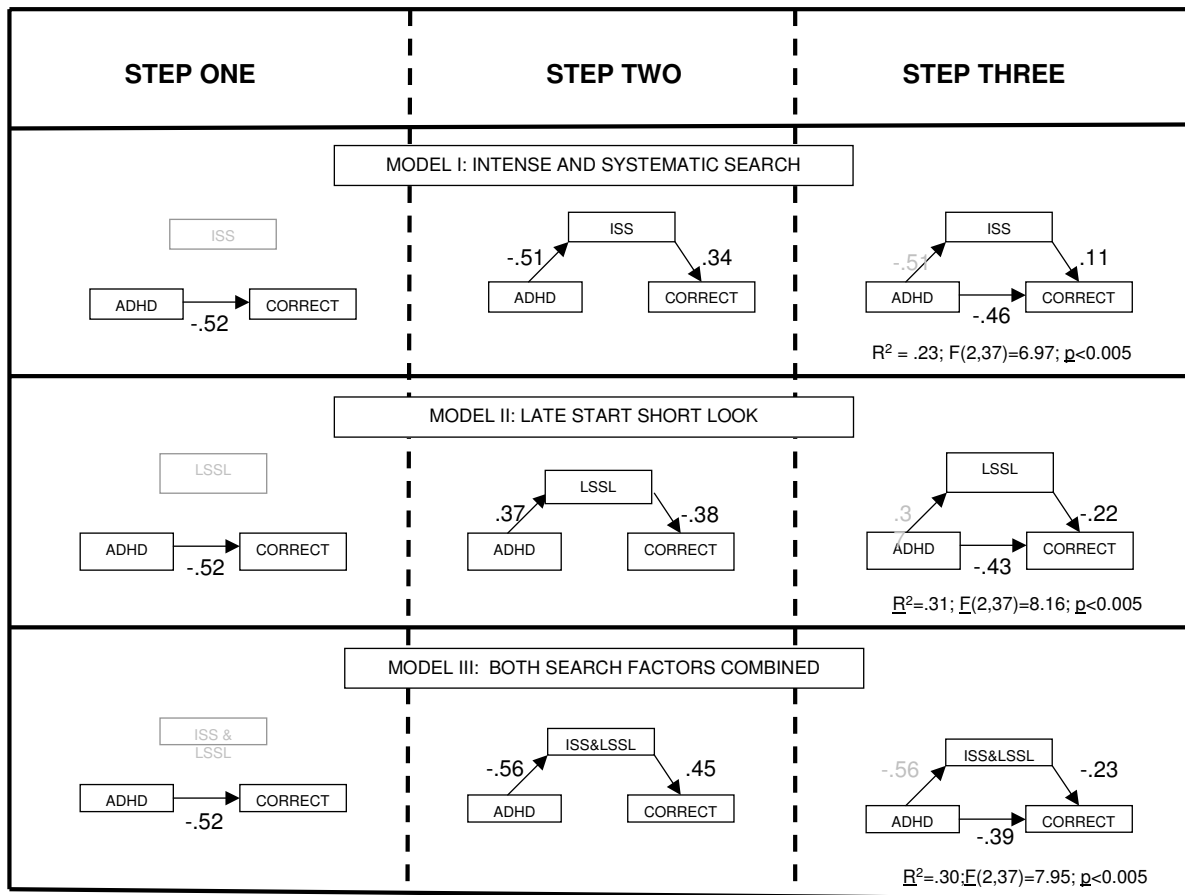 STEP ONE
STEP TWO
STEP THREE
MODEL I: INTENSE AND SYSTEMATIC SEARCH
ISS
ADHD
CORRECT
-.52
ISS
-.51
.34
ADHD
CORRECT
ISS
-.51
.11
ADHD
CORRECT
-.46
R² = .23; F(2,37)=6.97; p<0.005
MODEL II: LATE START SHORT LOOK
LSSL
ADHD
CORRECT
-.52
LSSL
.37
-.38
ADHD
CORRECT
LSSL
.3
-.22
ADHD
CORRECT
-.43
R²=.31; F(2,37)=8.16; p<0.005
MODEL III: BOTH SEARCH FACTORS COMBINED
ISS &
LSSL
ADHD
CORRECT
-.52
ISS&LSSL
-.56
.45
ADHD
CORRECT
ISS&LSSL
-.56
-.23
ADHD
CORRECT
-.39
R²=.30;F(2,37)=7.95; p<0.005